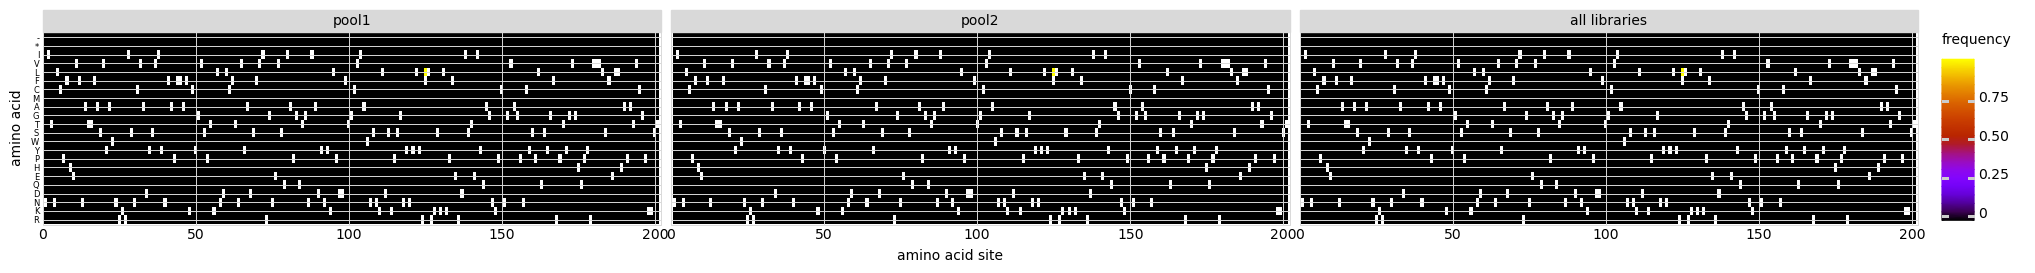 pool1 pool2 all libraries
frequency
0.75
0.50
0.25
0
amino acid
-
*
I
V
L
F
C
M
A
G
T
S
W
Y
P
H
E
Q
D
N
K
R
0 50 100 150 200 0 50 100 150 200 0 50 100 150 200
amino acid site